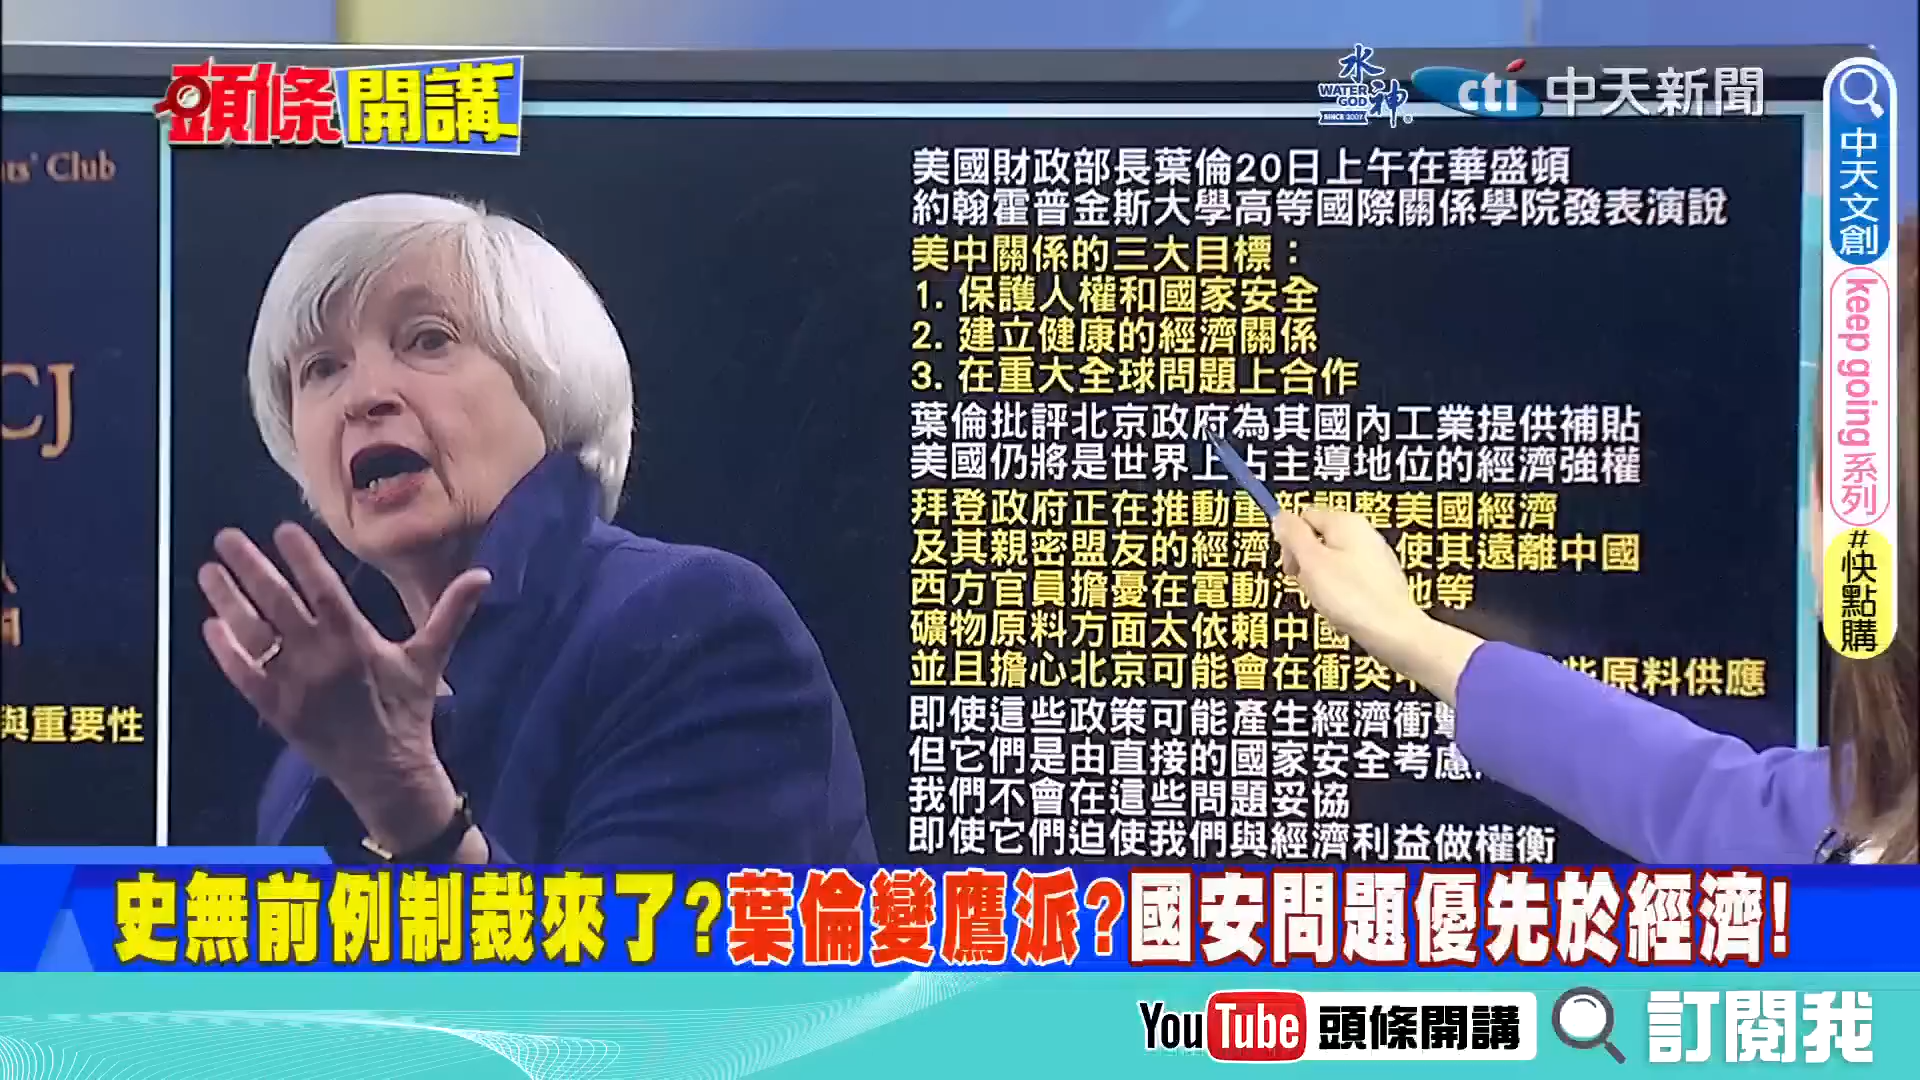 頭條開講
水神
WATER GOD
SINCE 2007
cti 中天新聞
中天文創
keep going 系列
#快點購
Club
CJ
與重要性
美國財政部長葉倫20日上午在華盛頓
約翰霍普金斯大學高等國際關係學院發表演說
美中關係的三大目標：
1. 保護人權和國家安全
2. 建立健康的經濟關係
3. 在重大全球問題上合作
葉倫批評北京政府為其國內工業提供補貼
美國仍將是世界上占主導地位的經濟強權
拜登政府正在推動重新調整美國經濟
及其親密盟友的經濟 使其遠離中國
西方官員擔憂在電動汽 池等
礦物原料方面太依賴中國
並且擔心北京可能會在衝突 些原料供應
即使這些政策可能產生經濟衝擊
但它們是由直接的國家安全考慮
我們不會在這些問題妥協
即使它們迫使我們與經濟利益做權衡
史無前例制裁來了?葉倫變鷹派?國安問題優先於經濟!
YouTube 頭條開講 訂閱我